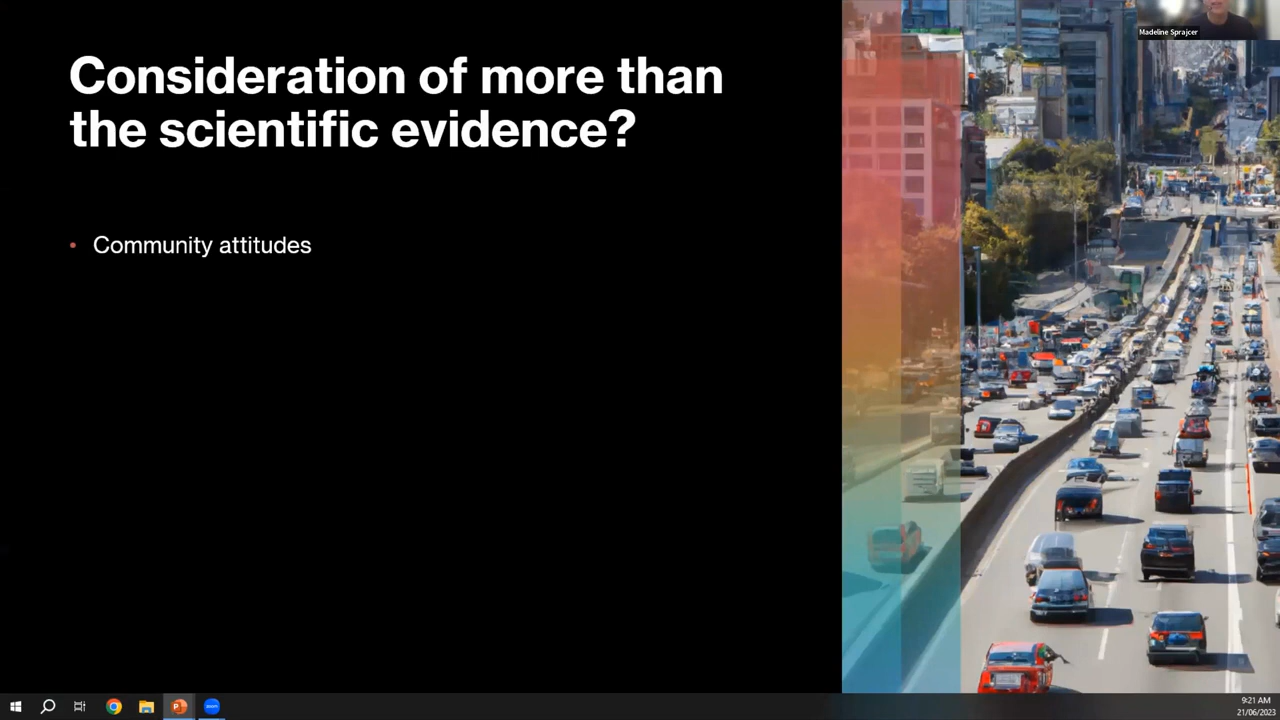 Madeline Sprajcer
Consideration of more than
the scientific evidence?
• Community attitudes
9:21 AM
21/06/2023